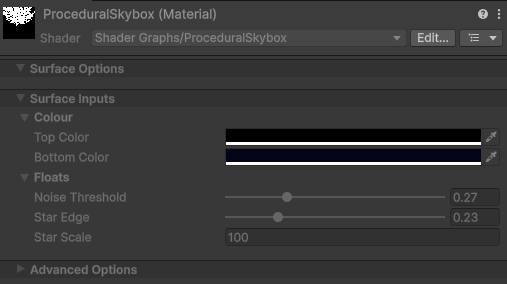 ProceduralSkybox (Material)
Shader Shader Graphs/ProceduralSkybox Edit...
Surface Options
Surface Inputs
Colour
Top Color
Bottom Color
Floats
Noise Threshold 0.27
Star Edge 0.23
Star Scale 100
Advanced Options